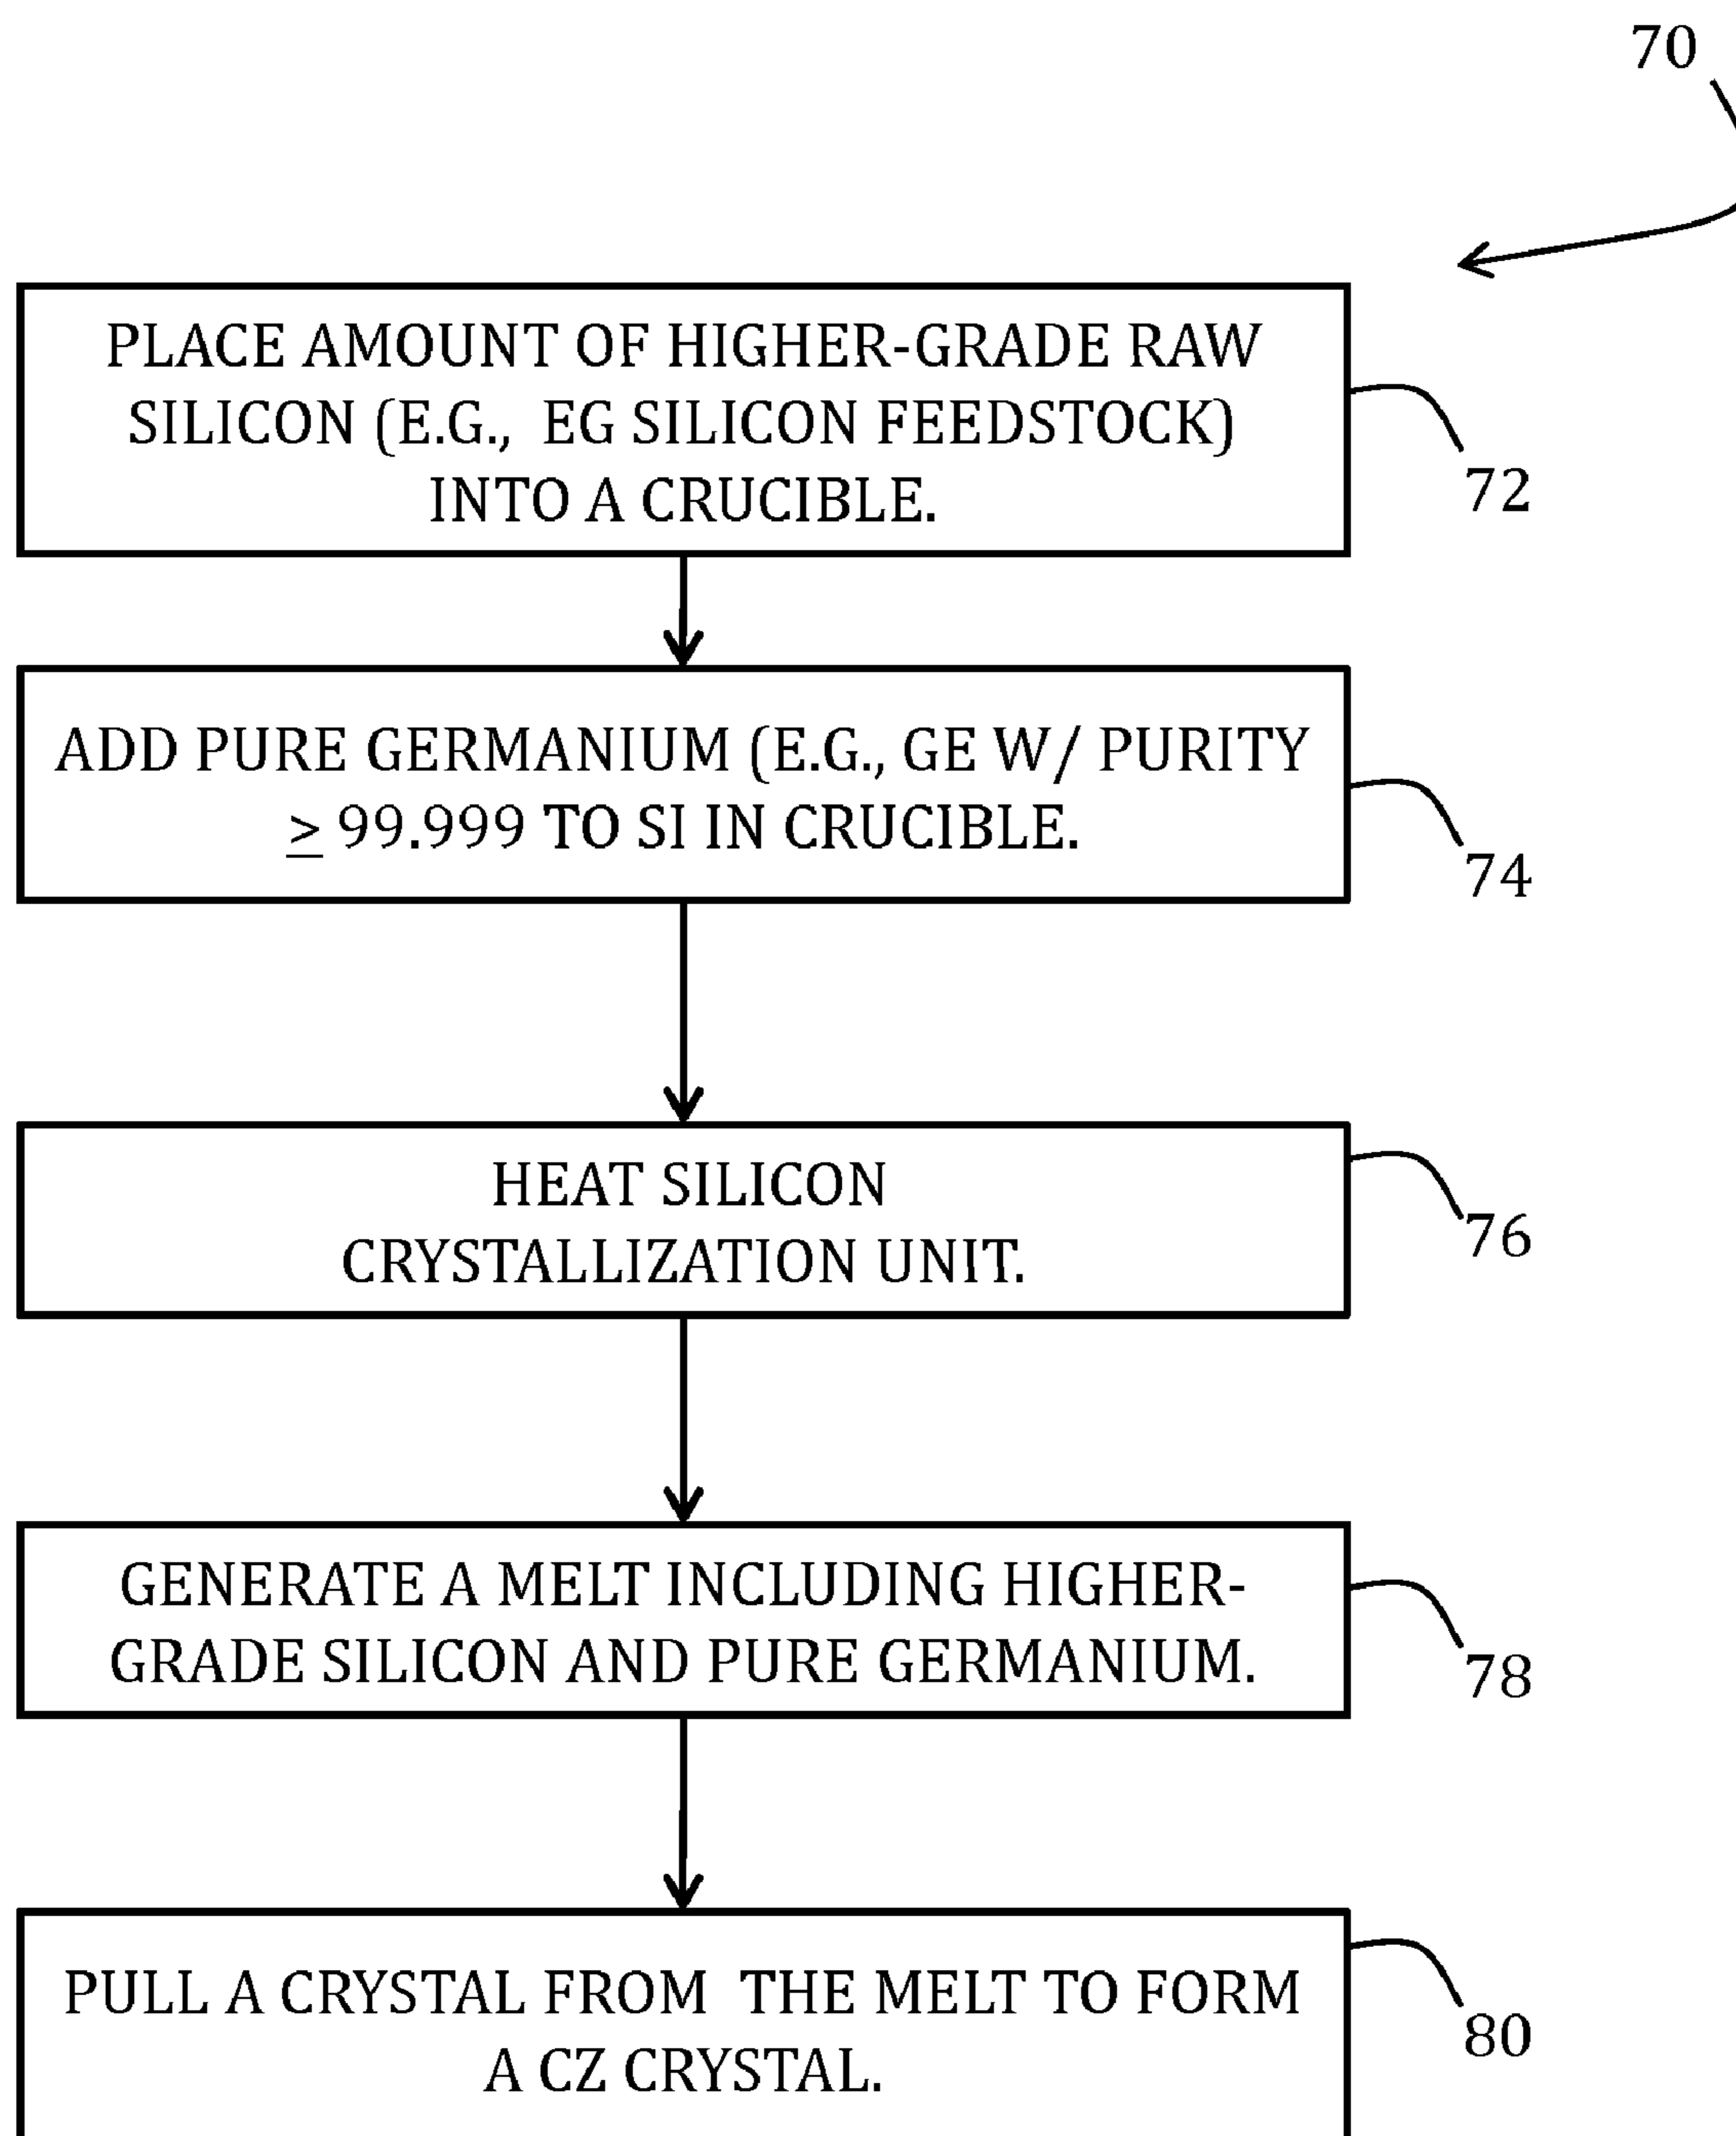 70
PLACE AMOUNT OF HIGHER-GRADE RAW
SILICON (E.G., EG SILICON FEEDSTOCK)
INTO A CRUCIBLE.
72
ADD PURE GERMANIUM (E.G., GE W/ PURITY
≥ 99.999 TO SI IN CRUCIBLE.
74
HEAT SILICON
CRYSTALLIZATION UNIT.
76
GENERATE A MELT INCLUDING HIGHER-
GRADE SILICON AND PURE GERMANIUM.
78
PULL A CRYSTAL FROM THE MELT TO FORM
A CZ CRYSTAL.
80